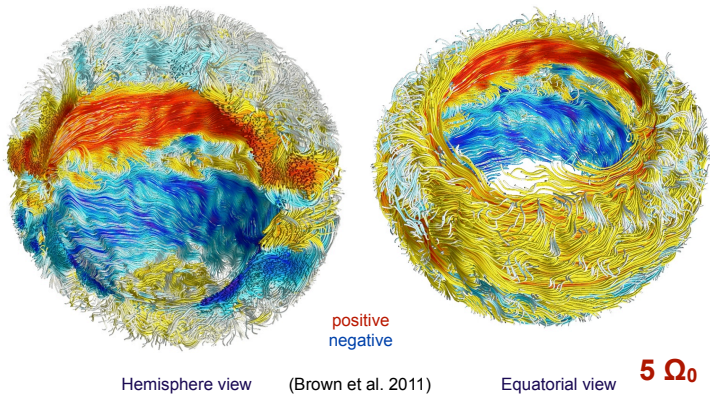 positive
negative
Hemisphere view (Brown et al. 2011) Equatorial view 5 Ω₀